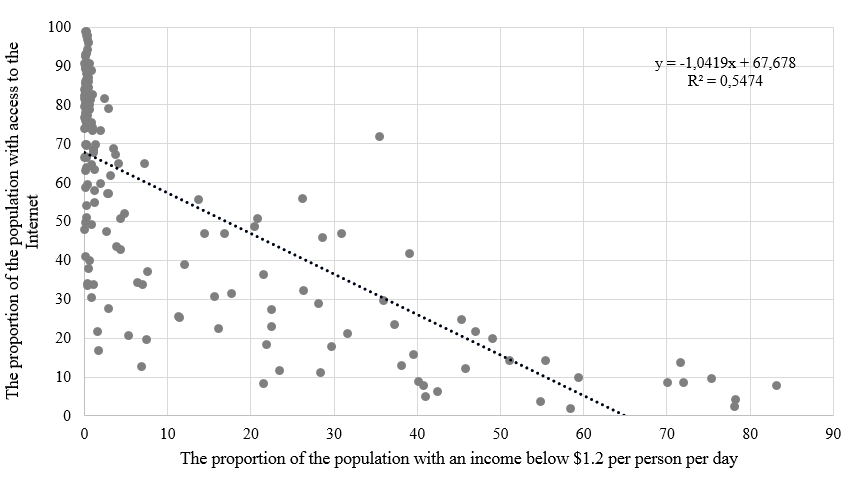 The proportion of the population with access to the
Internet
100
90
80
70
60
50
40
30
20
10
0
y = -1,0419x + 67,678
R² = 0,5474
0 10 20 30 40 50 60 70 80 90
The proportion of the population with an income below $1.2 per person per day